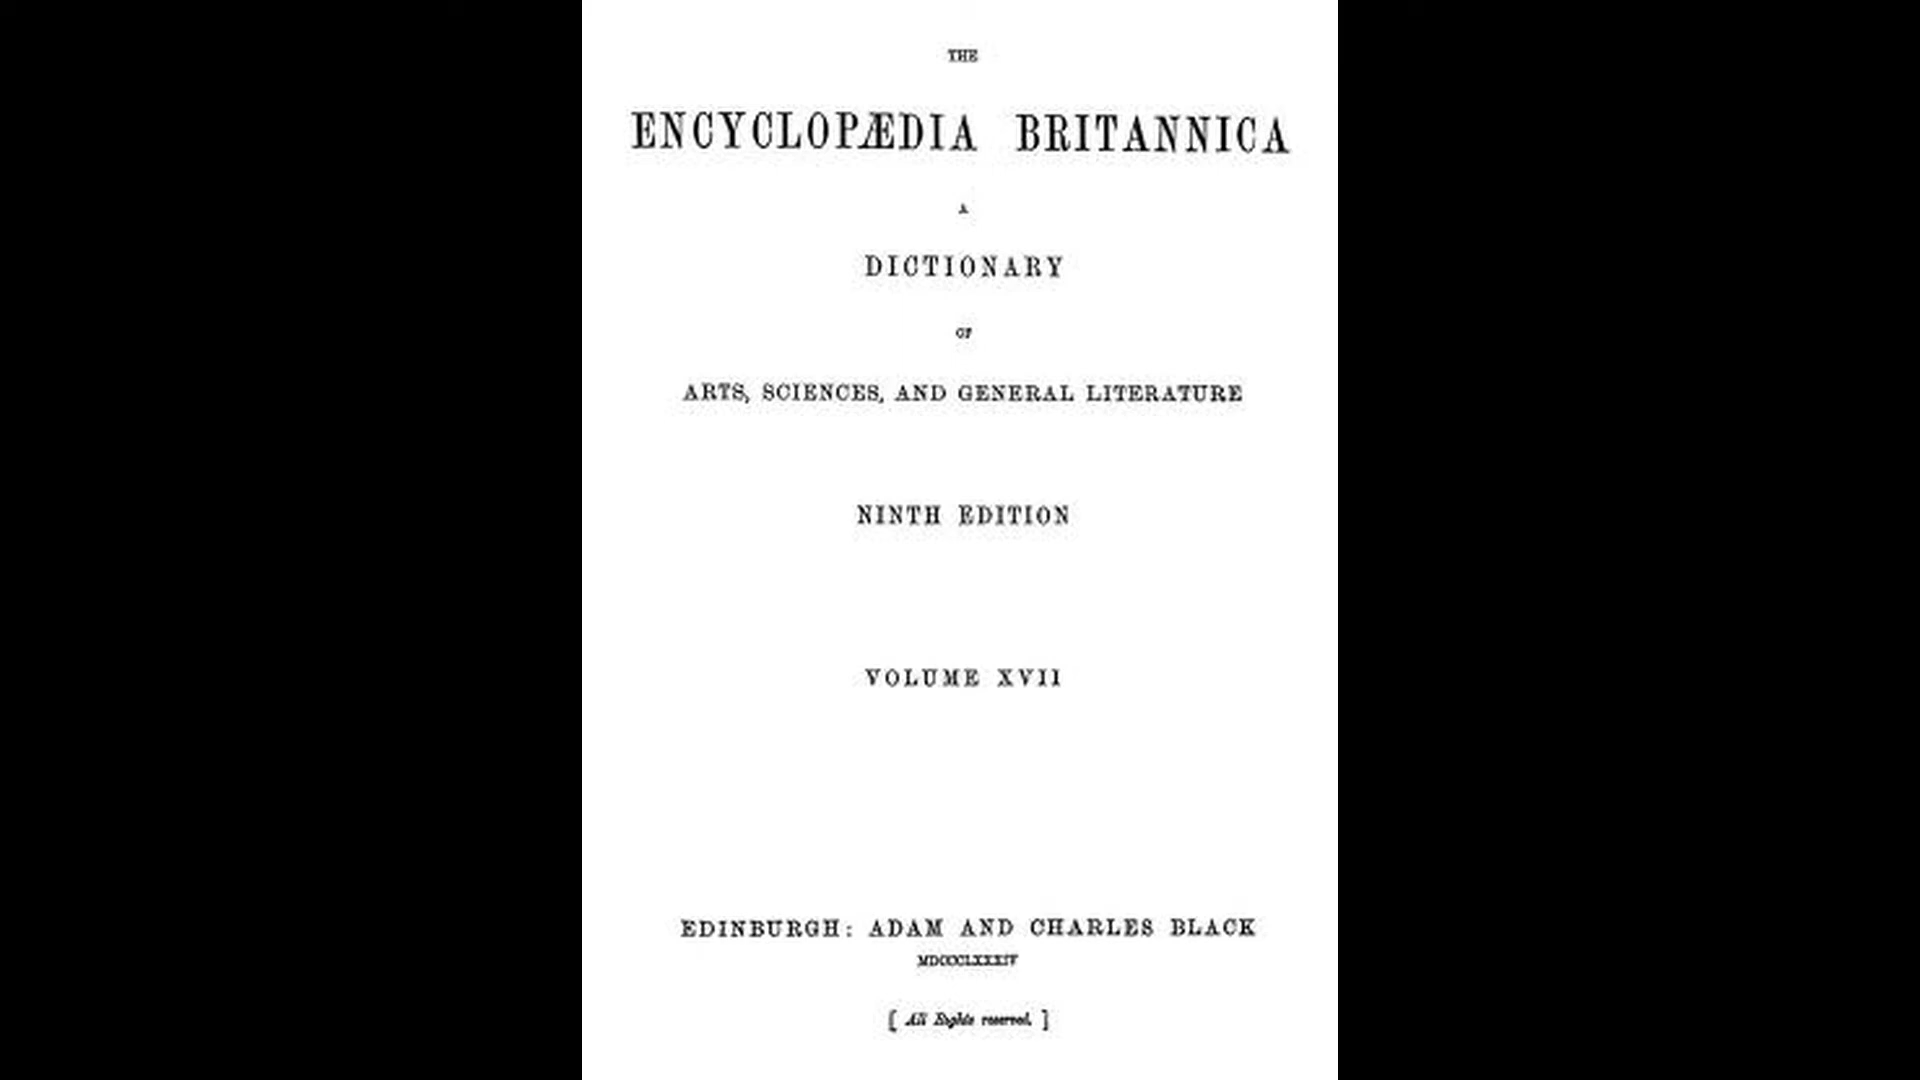 THE
ENCYCLOPÆDIA BRITANNICA
A
DICTIONARY
OF
ARTS, SCIENCES, AND GENERAL LITERATURE
NINTH EDITION
VOLUME XVII
EDINBURGH: ADAM AND CHARLES BLACK
MDCCCLXXXIV
[ All Rights reserved. ]